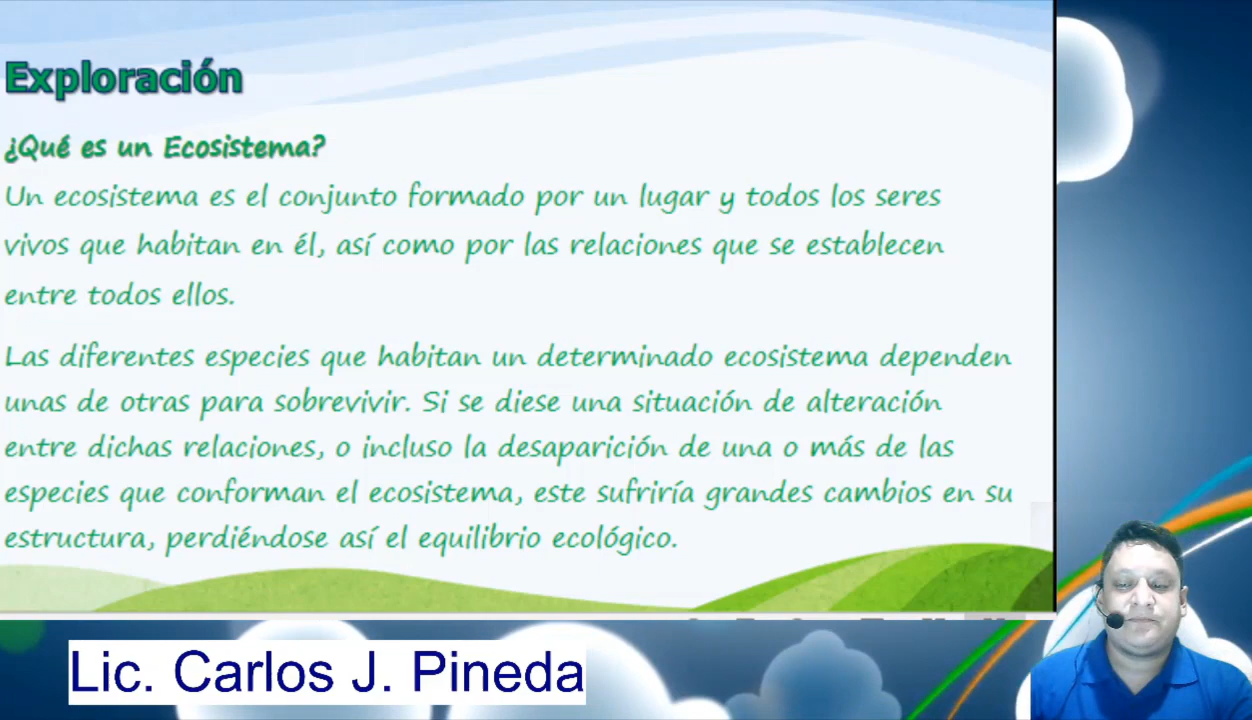 Exploración
¿Qué es un Ecosistema?
Un ecosistema es el conjunto formado por un lugar y todos los seres
vivos que habitan en él, así como por las relaciones que se establecen
entre todos ellos.
Las diferentes especies que habitan un determinado ecosistema dependen
unas de otras para sobrevivir. Si se diese una situación de alteración
entre dichas relaciones, o incluso la desaparición de una o más de las
especies que conforman el ecosistema, este sufriría grandes cambios en su
estructura, perdiéndose así el equilibrio ecológico.
Lic. Carlos J. Pineda